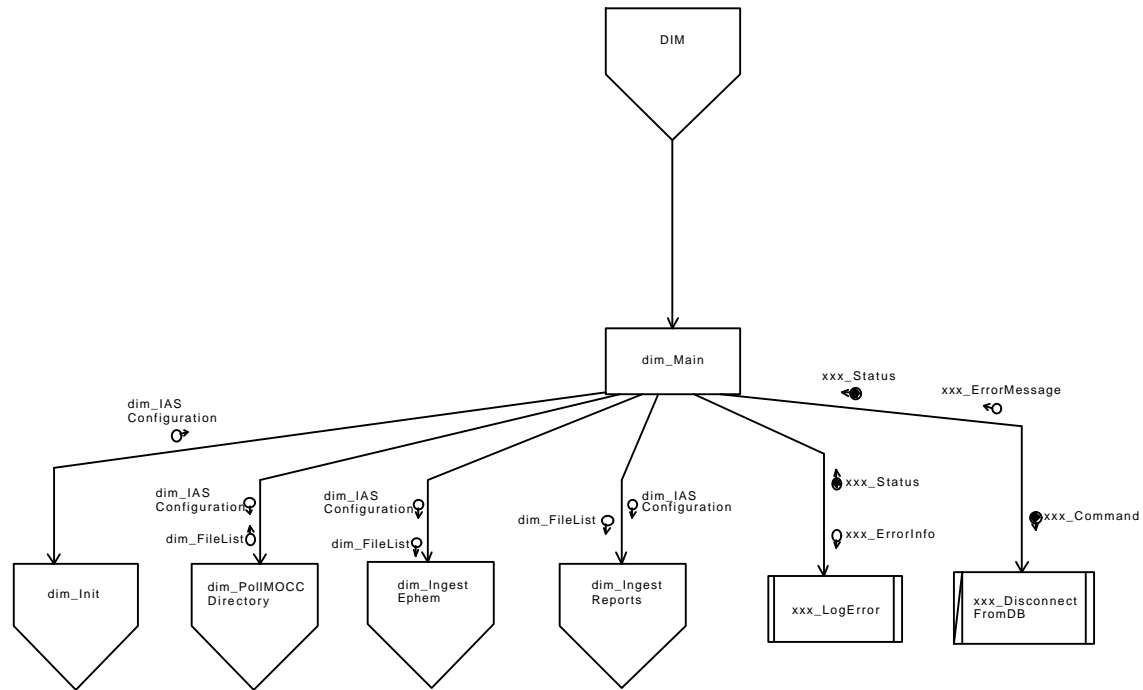 DIM
dim_Main
xxx_Status
xxx_ErrorMessage
dim_IAS
Configuration
dim_IAS
Configuration
dim_FileList
dim_IAS
Configuration
dim_FileList
dim_FileList
dim_IAS
Configuration
xxx_Status
xxx_ErrorInfo
xxx_Command
dim_Init
dim_PollMOCC
Directory
dim_Ingest
Ephem
dim_Ingest
Reports
xxx_LogError
xxx_Disconnect
FromDB